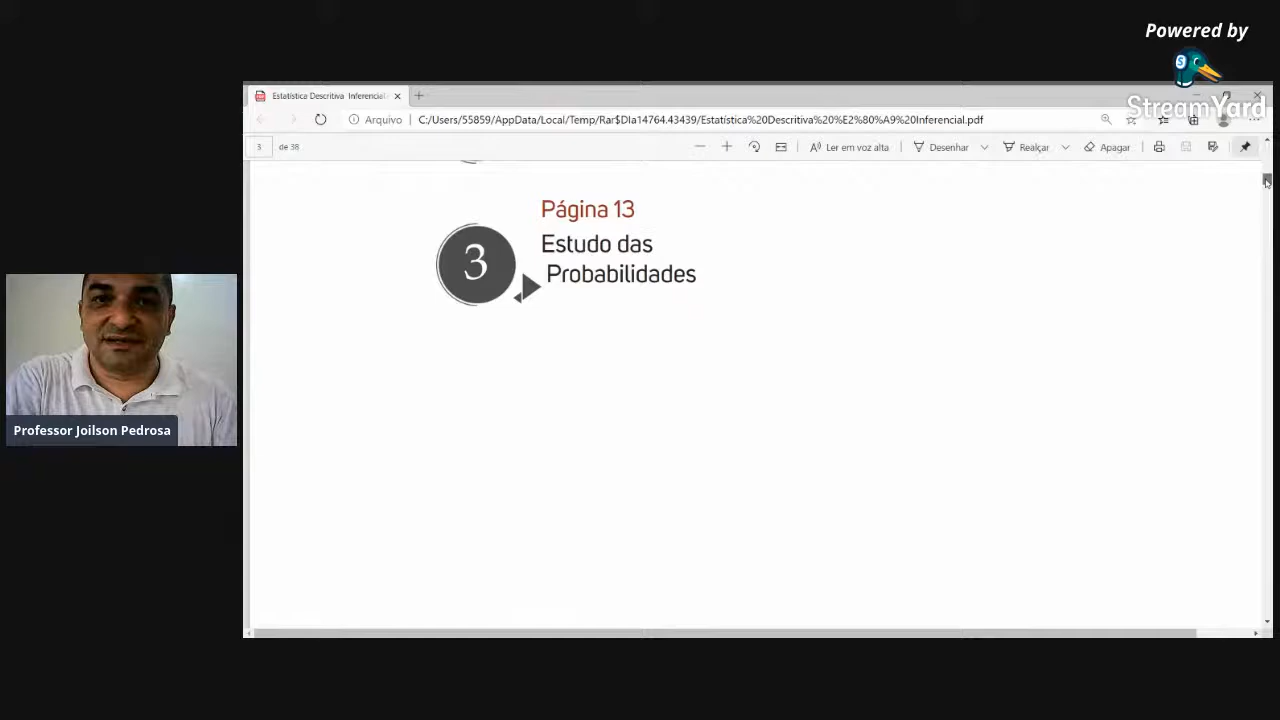 Powered by
StreamYard
Estatística Descritiva Inferencial
Arquivo
C:/Users/55859/AppData/Local/Temp/Rar$DIa14764.43439/Estatística%20Descritiva%20%E2%80%A9%20Inferencial.pdf
3 de 38
Ler em voz alta
Desenhar
Realçar
Apagar
Página 13
3
Estudo das
Probabilidades
Professor Joilson Pedrosa